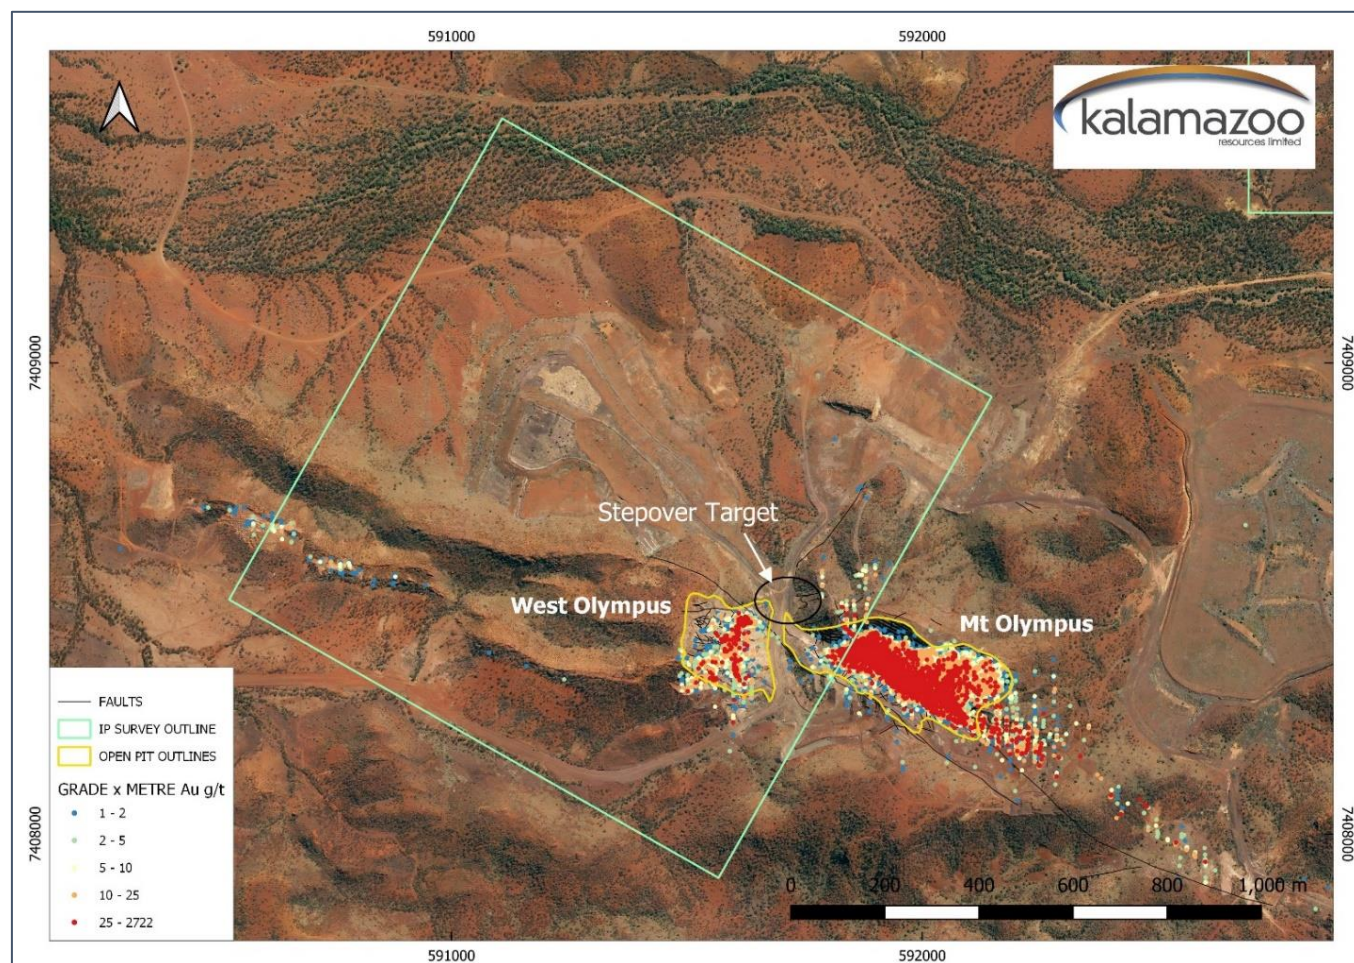 591000
592000
kalamazoo
resources limited
7409000
7409000
Stepover Target
West Olympus
Mt Olympus
FAULTS
IP SURVEY OUTLINE
OPEN PIT OUTLINES
GRADE x METRE Au g/t
1 - 2
2 - 5
5 - 10
10 - 25
25 - 2722
7408000
7408000
0 200 400 600 800 1,000 m
591000
592000